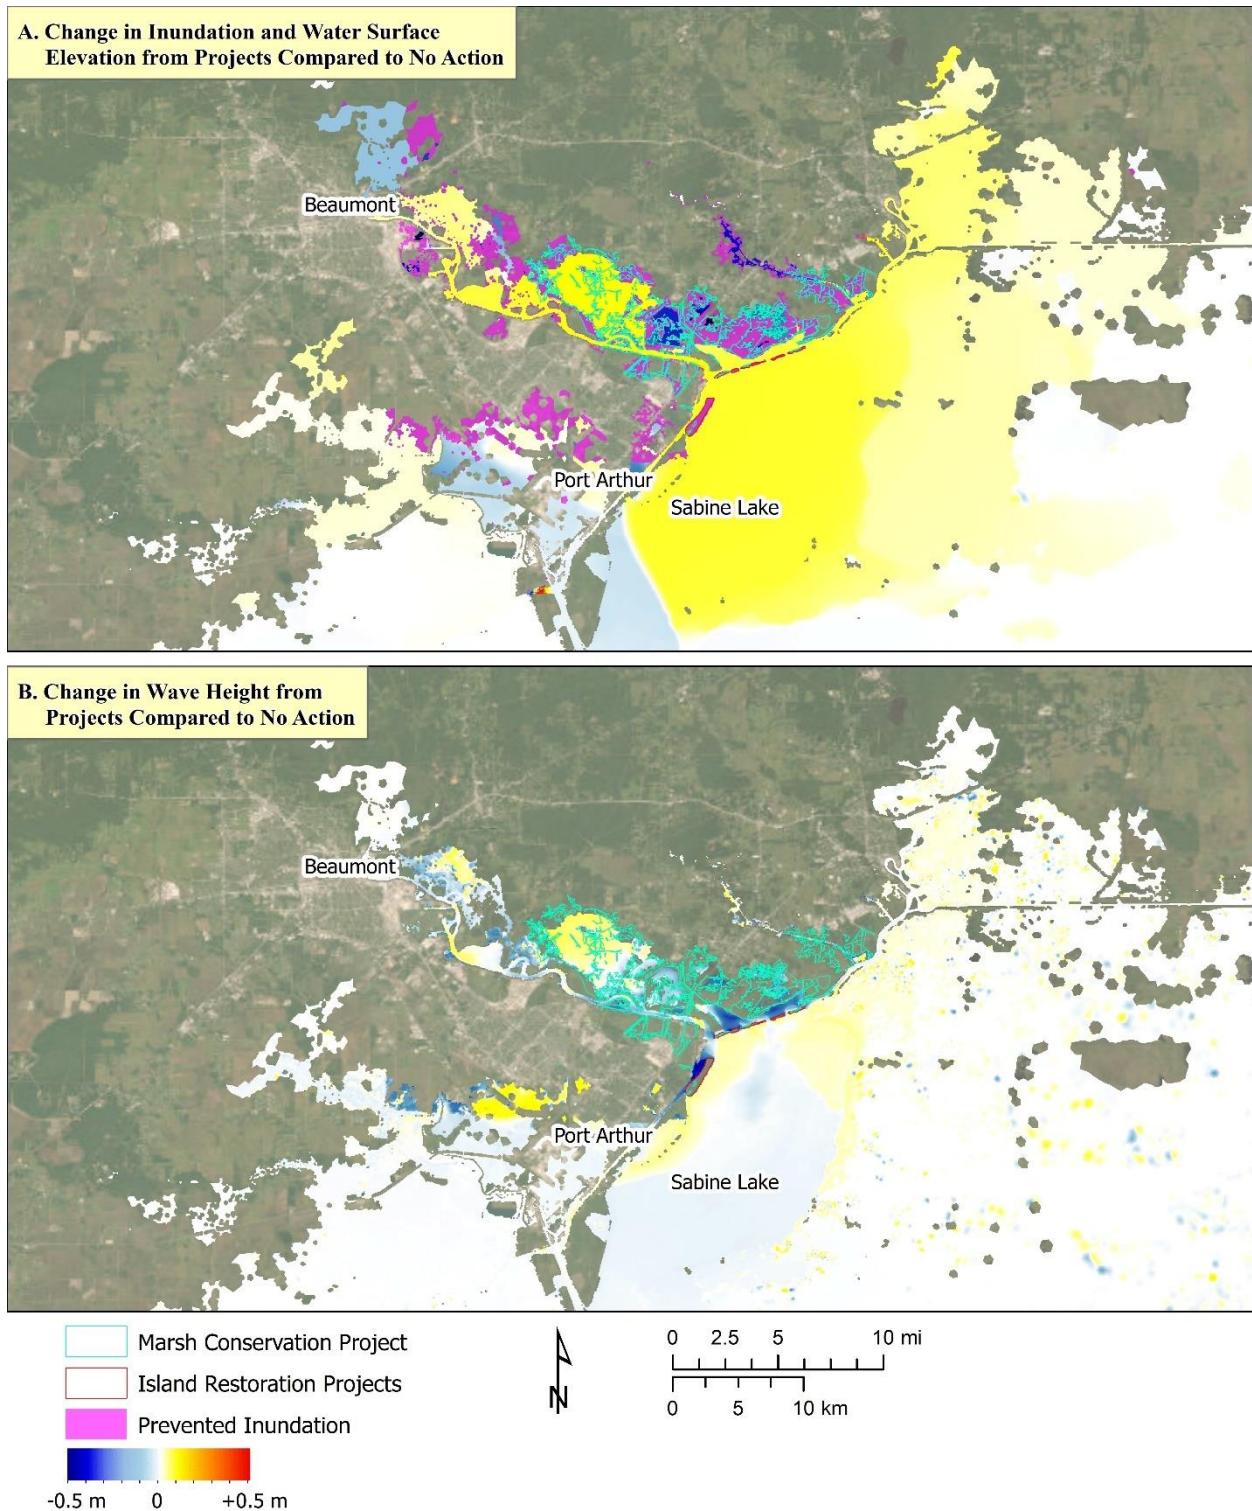 A. Change in Inundation and Water Surface
Elevation from Projects Compared to No Action
Beaumont
Port Arthur
Sabine Lake
B. Change in Wave Height from
Projects Compared to No Action
Beaumont
Port Arthur
Sabine Lake
Marsh Conservation Project
Island Restoration Projects
Prevented Inundation
-0.5 m 0 +0.5 m
N
0 2.5 5 10 mi
0 5 10 km